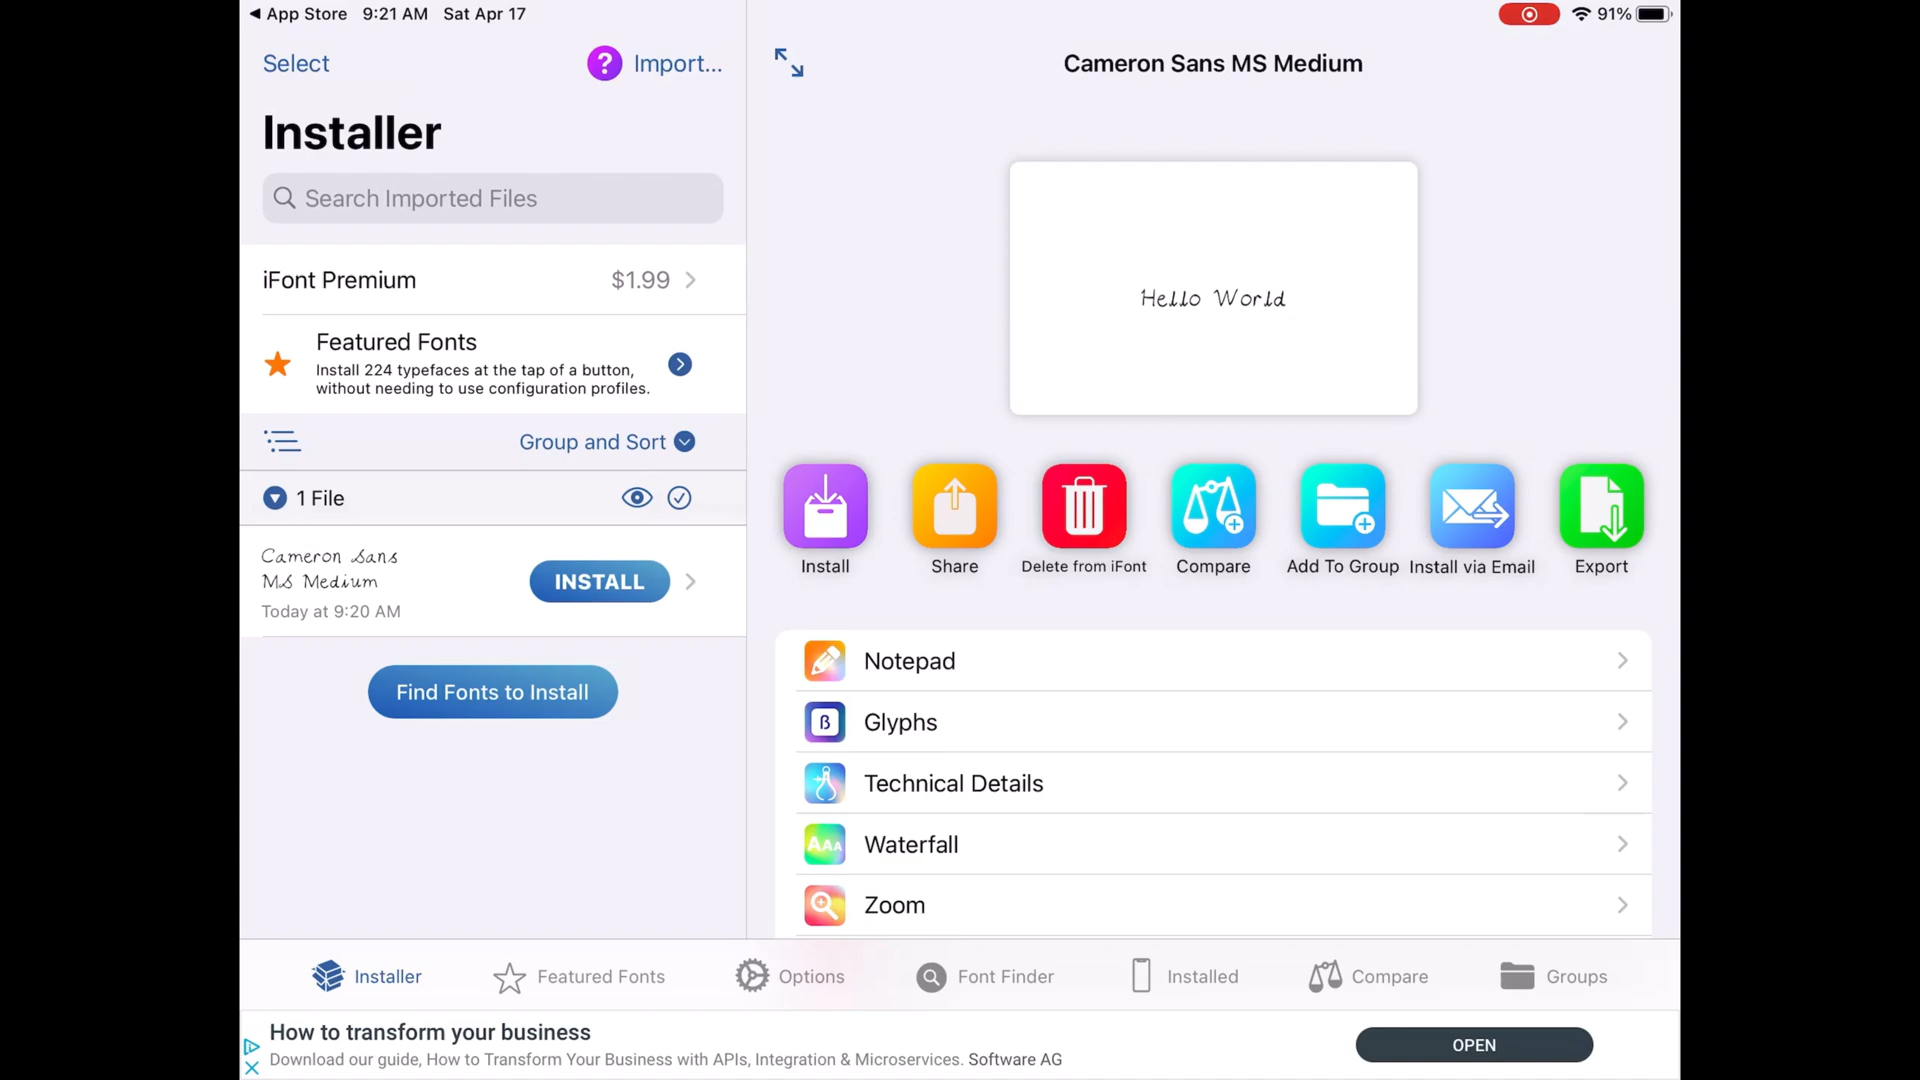 App Store 9:21 AM Sat Apr 17
91%
Select
? Import...
Installer
Search Imported Files
iFont Premium $1.99
Featured Fonts
Install 224 typefaces at the tap of a button,
without needing to use configuration profiles.
Group and Sort
1 File
Cameron Sans
MS Medium
Today at 9:20 AM
INSTALL
Find Fonts to Install
Cameron Sans MS Medium
Hello World
Install
Share
Delete from iFont
Compare
Add To Group
Install via Email
Export
Notepad
ß Glyphs
Technical Details
AAA Waterfall
Zoom
Installer
Featured Fonts
Options
Font Finder
Installed
Compare
Groups
How to transform your business
Download our guide, How to Transform Your Business with APIs, Integration & Microservices. Software AG
OPEN